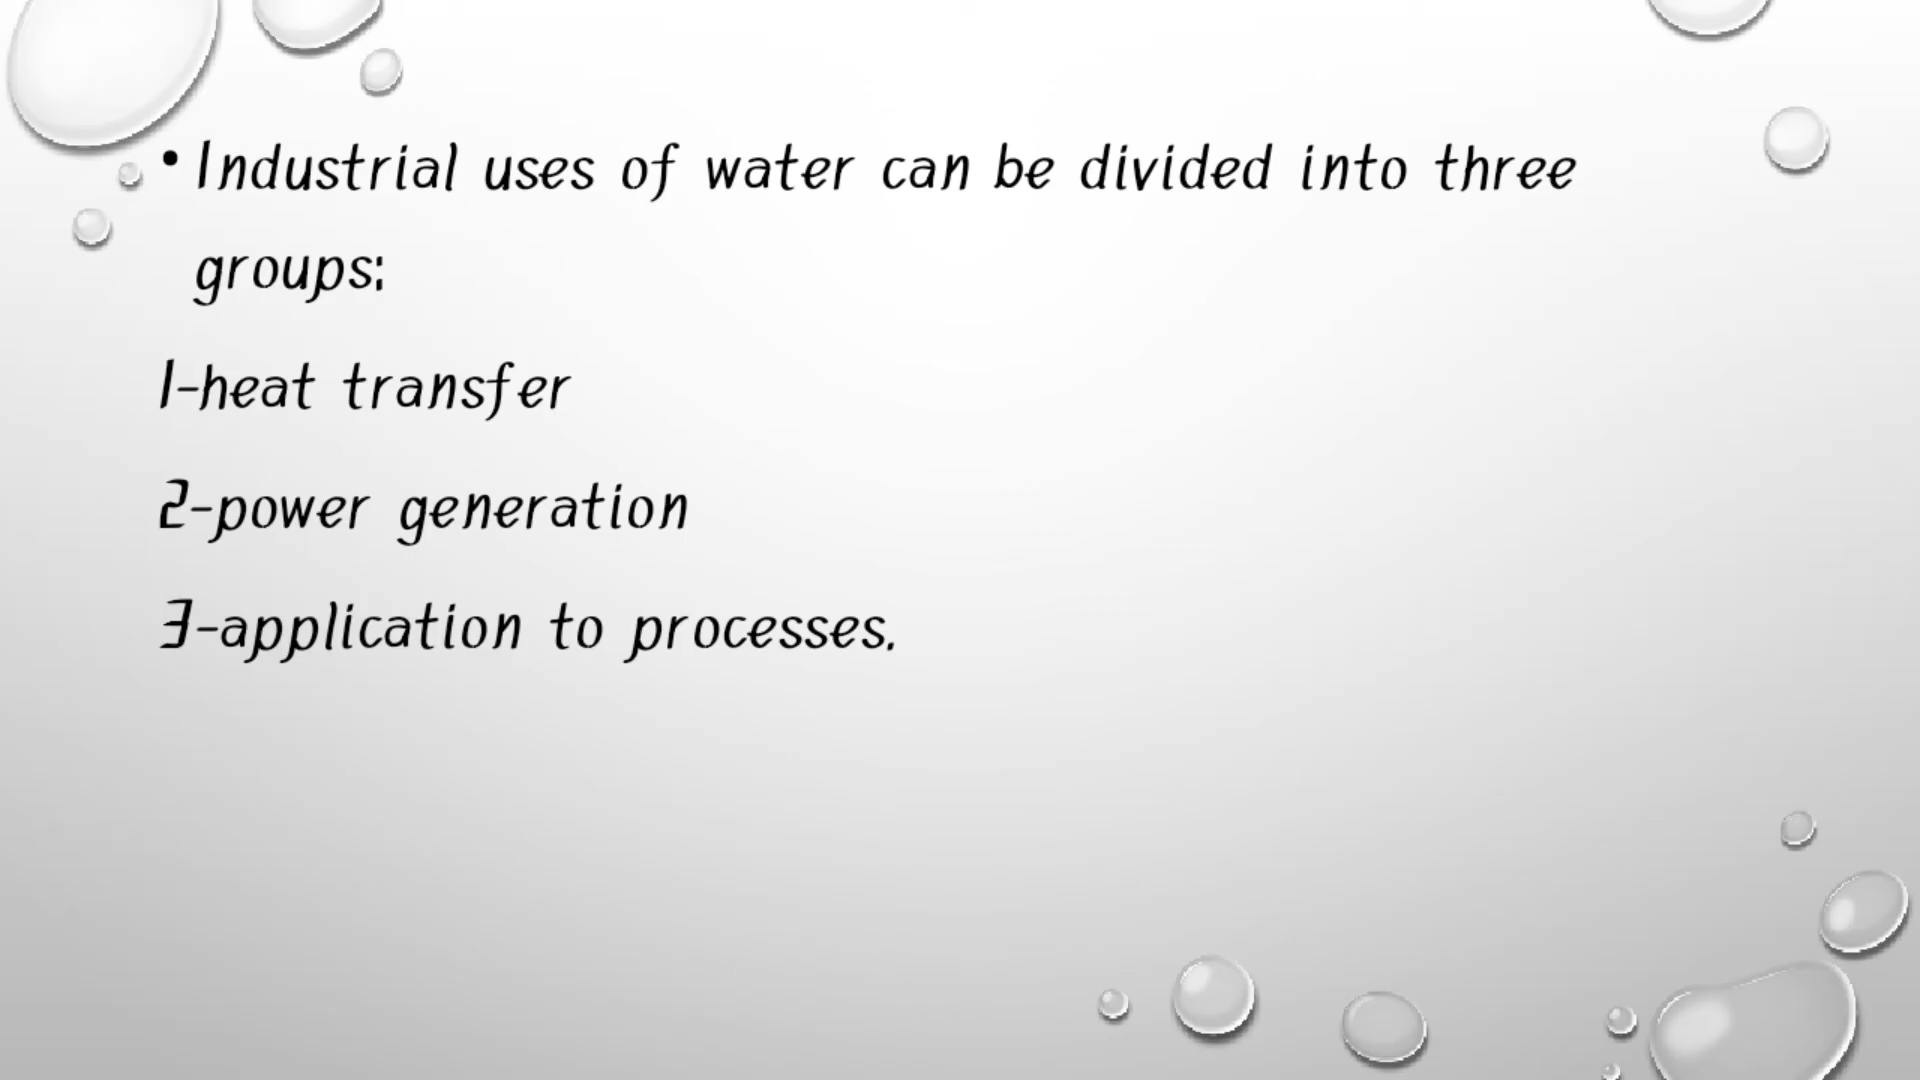 • Industrial uses of water can be divided into three
groups:
1-heat transfer
2-power generation
3-application to processes.